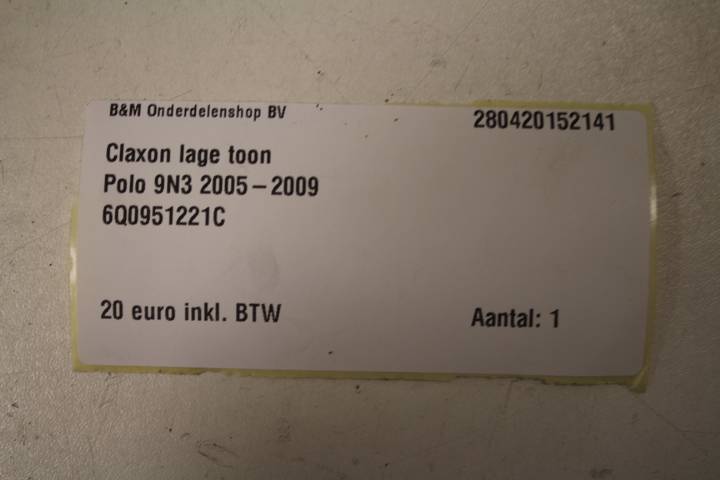 B&M Onderdelenshop BV
280420152141
Claxon lage toon
Polo 9N3 2005 – 2009
6Q0951221C
20 euro inkl. BTW
Aantal: 1